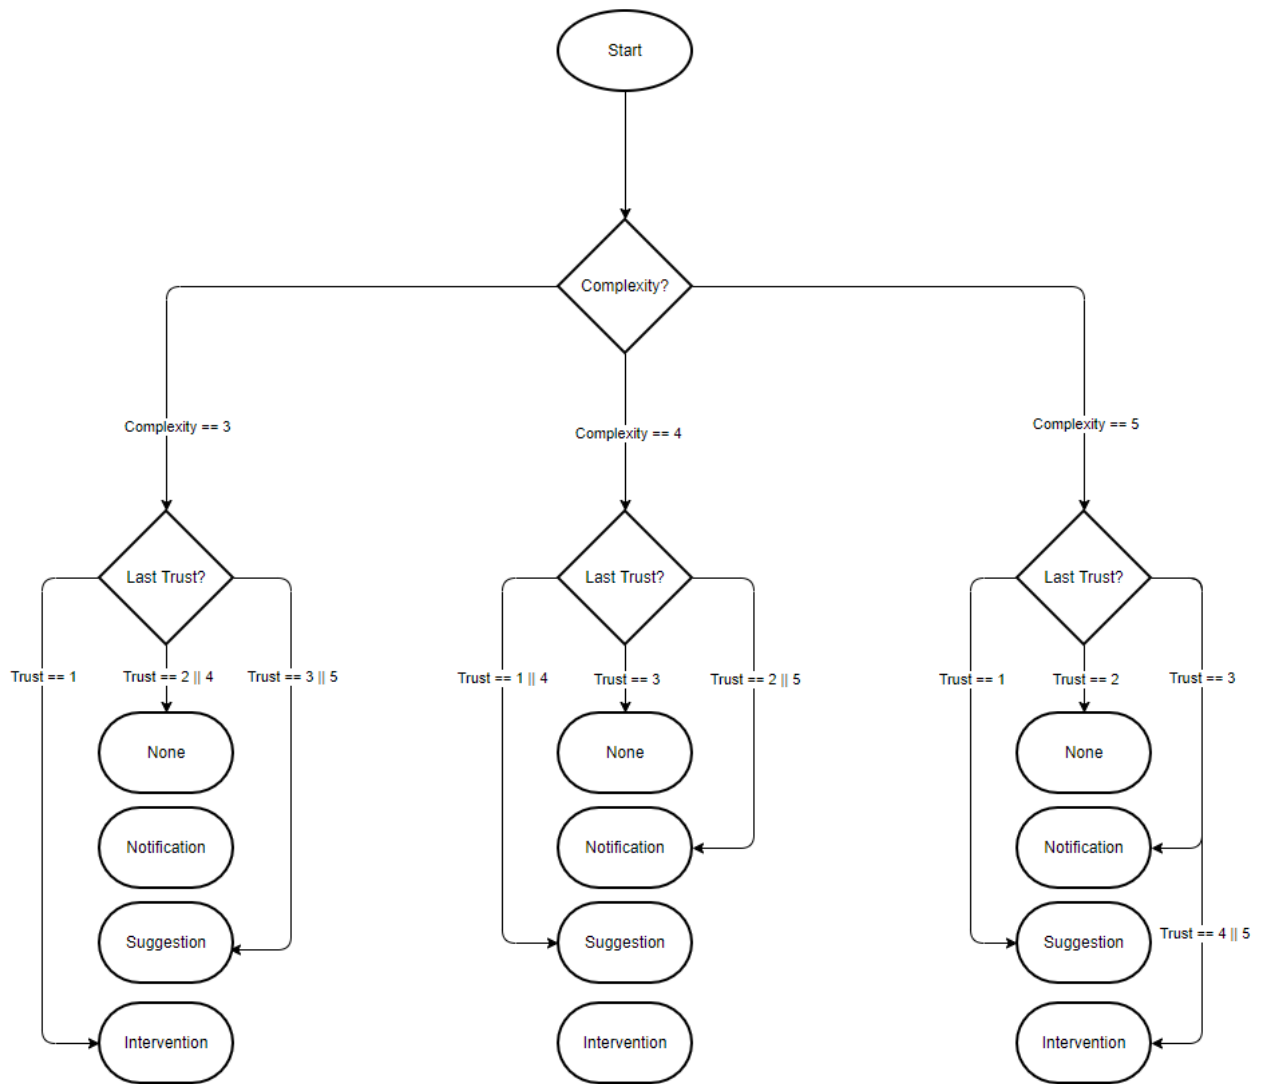 Start
Complexity?
Complexity == 3
Complexity == 4
Complexity == 5
Last Trust?
Last Trust?
Last Trust?
Trust == 1
Trust == 2 || 4
Trust == 3 || 5
Trust == 1 || 4
Trust == 3
Trust == 2 || 5
Trust == 1
Trust == 2
Trust == 3
None
None
None
Notification
Notification
Notification
Suggestion
Suggestion
Suggestion
Trust == 4 || 5
Intervention
Intervention
Intervention